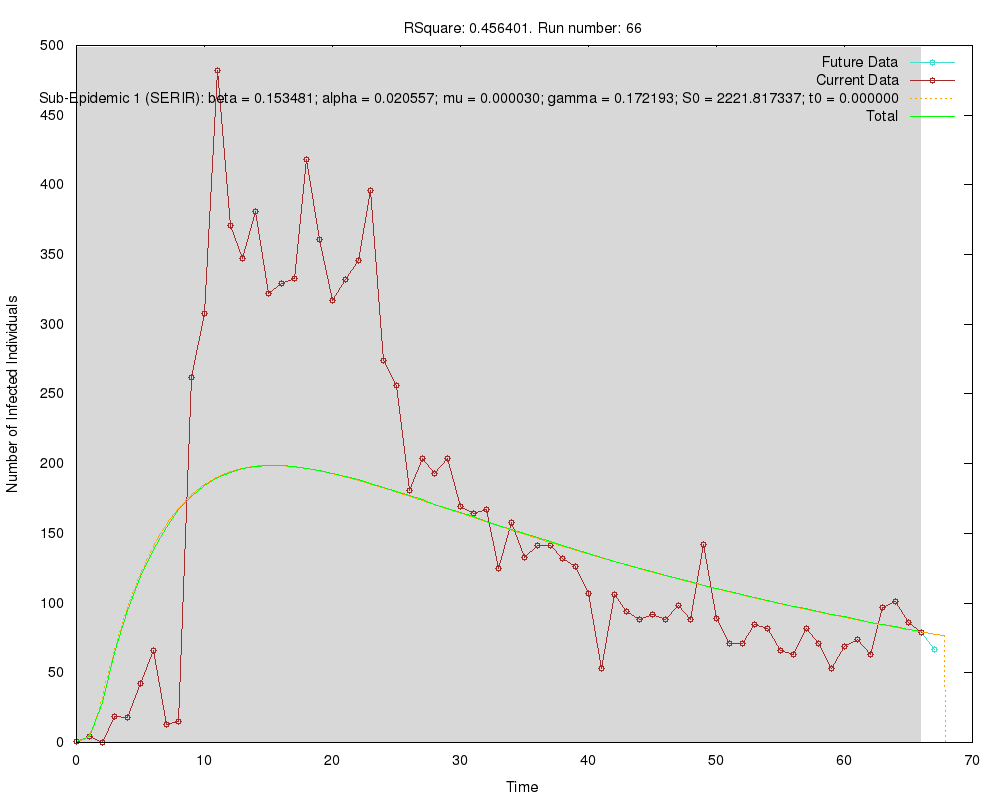 RSquare: 0.456401. Run number: 66
500
450
400
350
300
250
200
150
100
50
0
Number of Infected Individuals
Future Data
Current Data
Sub-Epidemic 1 (SERIR): beta = 0.153481; alpha = 0.020557; mu = 0.000030; gamma = 0.172193; S0 = 2221.817337; t0 = 0.000000
Total
0 10 20 30 40 50 60 70
Time